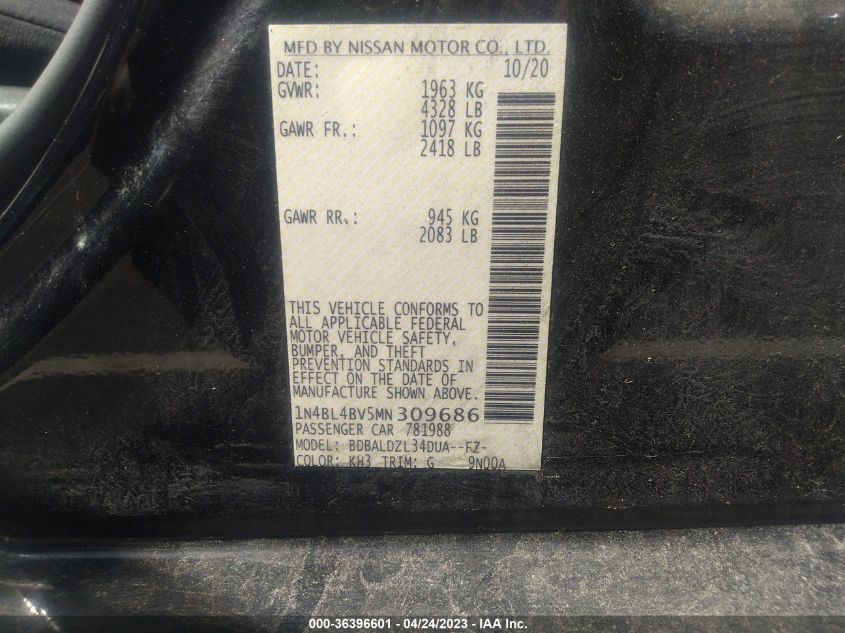 MFD BY NISSAN MOTOR CO., LTD.
DATE: 10/20
GVWR: 1963 KG
4328 LB
GAWR FR.: 1097 KG
2418 LB
GAWR RR.: 945 KG
2083 LB
THIS VEHICLE CONFORMS TO
ALL APPLICABLE FEDERAL
MOTOR VEHICLE SAFETY,
BUMPER, AND THEFT
PREVENTION STANDARDS IN
EFFECT ON THE DATE OF
MANUFACTURE SHOWN ABOVE.
1N4BL4BV5MN309686
PASSENGER CAR 781988
MODEL: BDBALDZL34DUA--FZ-
COLOR: KH3 TRIM: G 9N00A
000-36396601 - 04/24/2023 - IAA Inc.